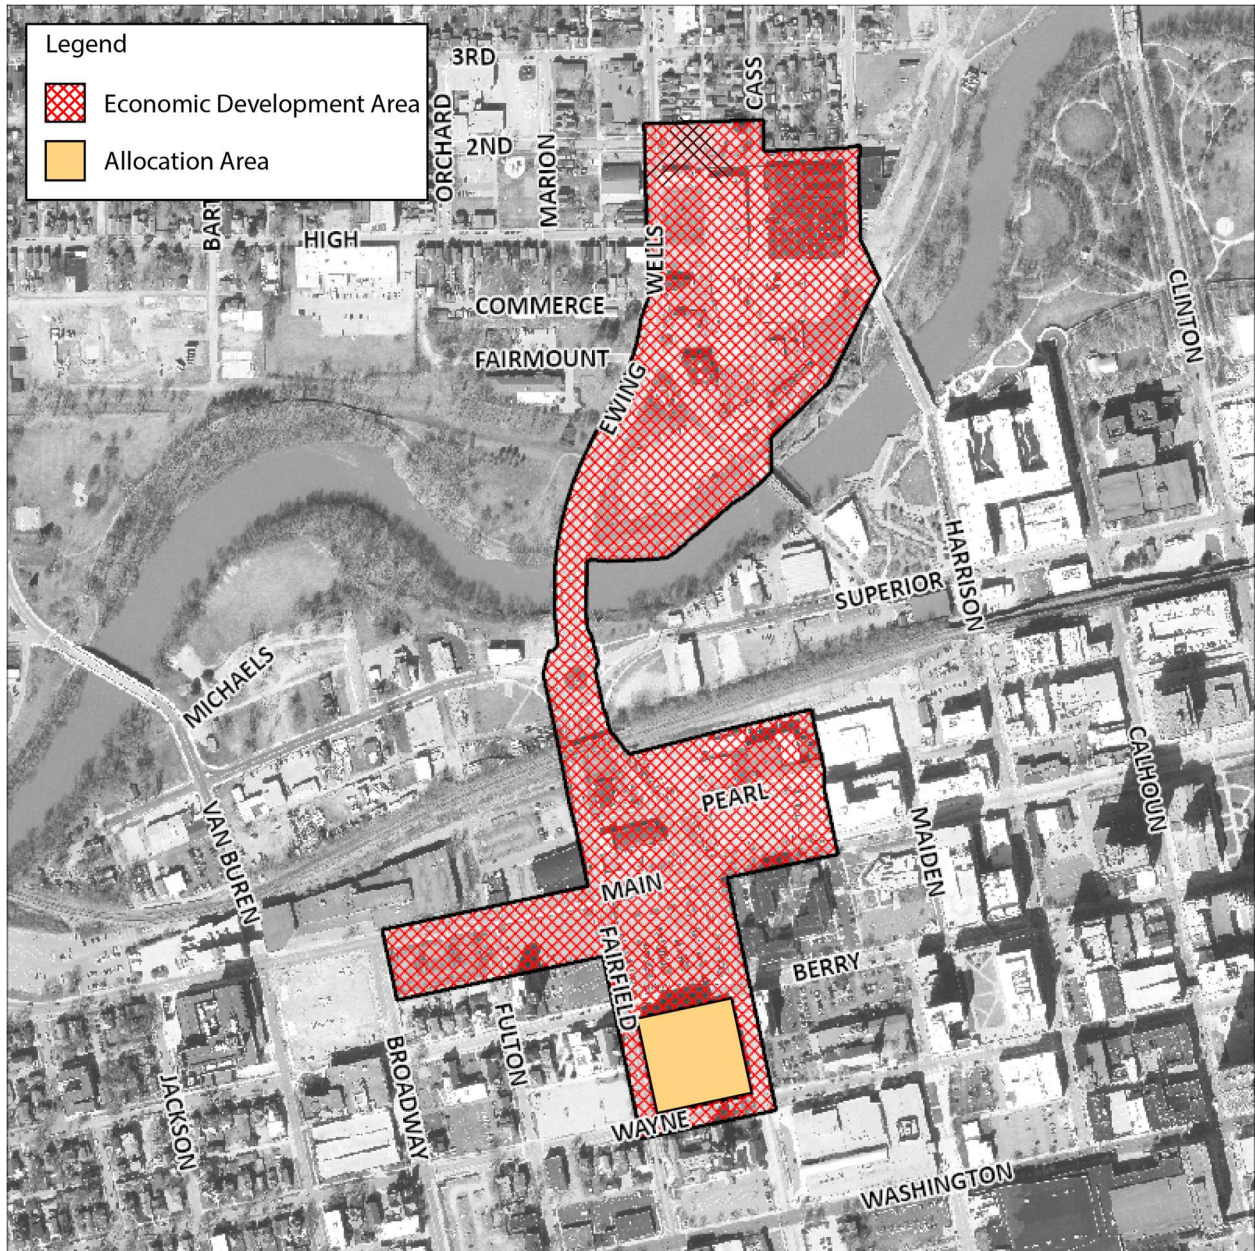 Legend
Economic Development Area
Allocation Area
3RD
CASS
ORCHARD
2ND
MARION
BART
HIGH
WELLS
COMMERCE
CLINTON
FAIRMOUNT
EWING
HARRISON
SUPERIOR
MICHAELS
CALHOUN
PEARL
VAN BUREN
MAIDEN
MAIN
FAIRFIELD
BERRY
FULTON
BROADWAY
JACKSON
WAYNE
WASHINGTON